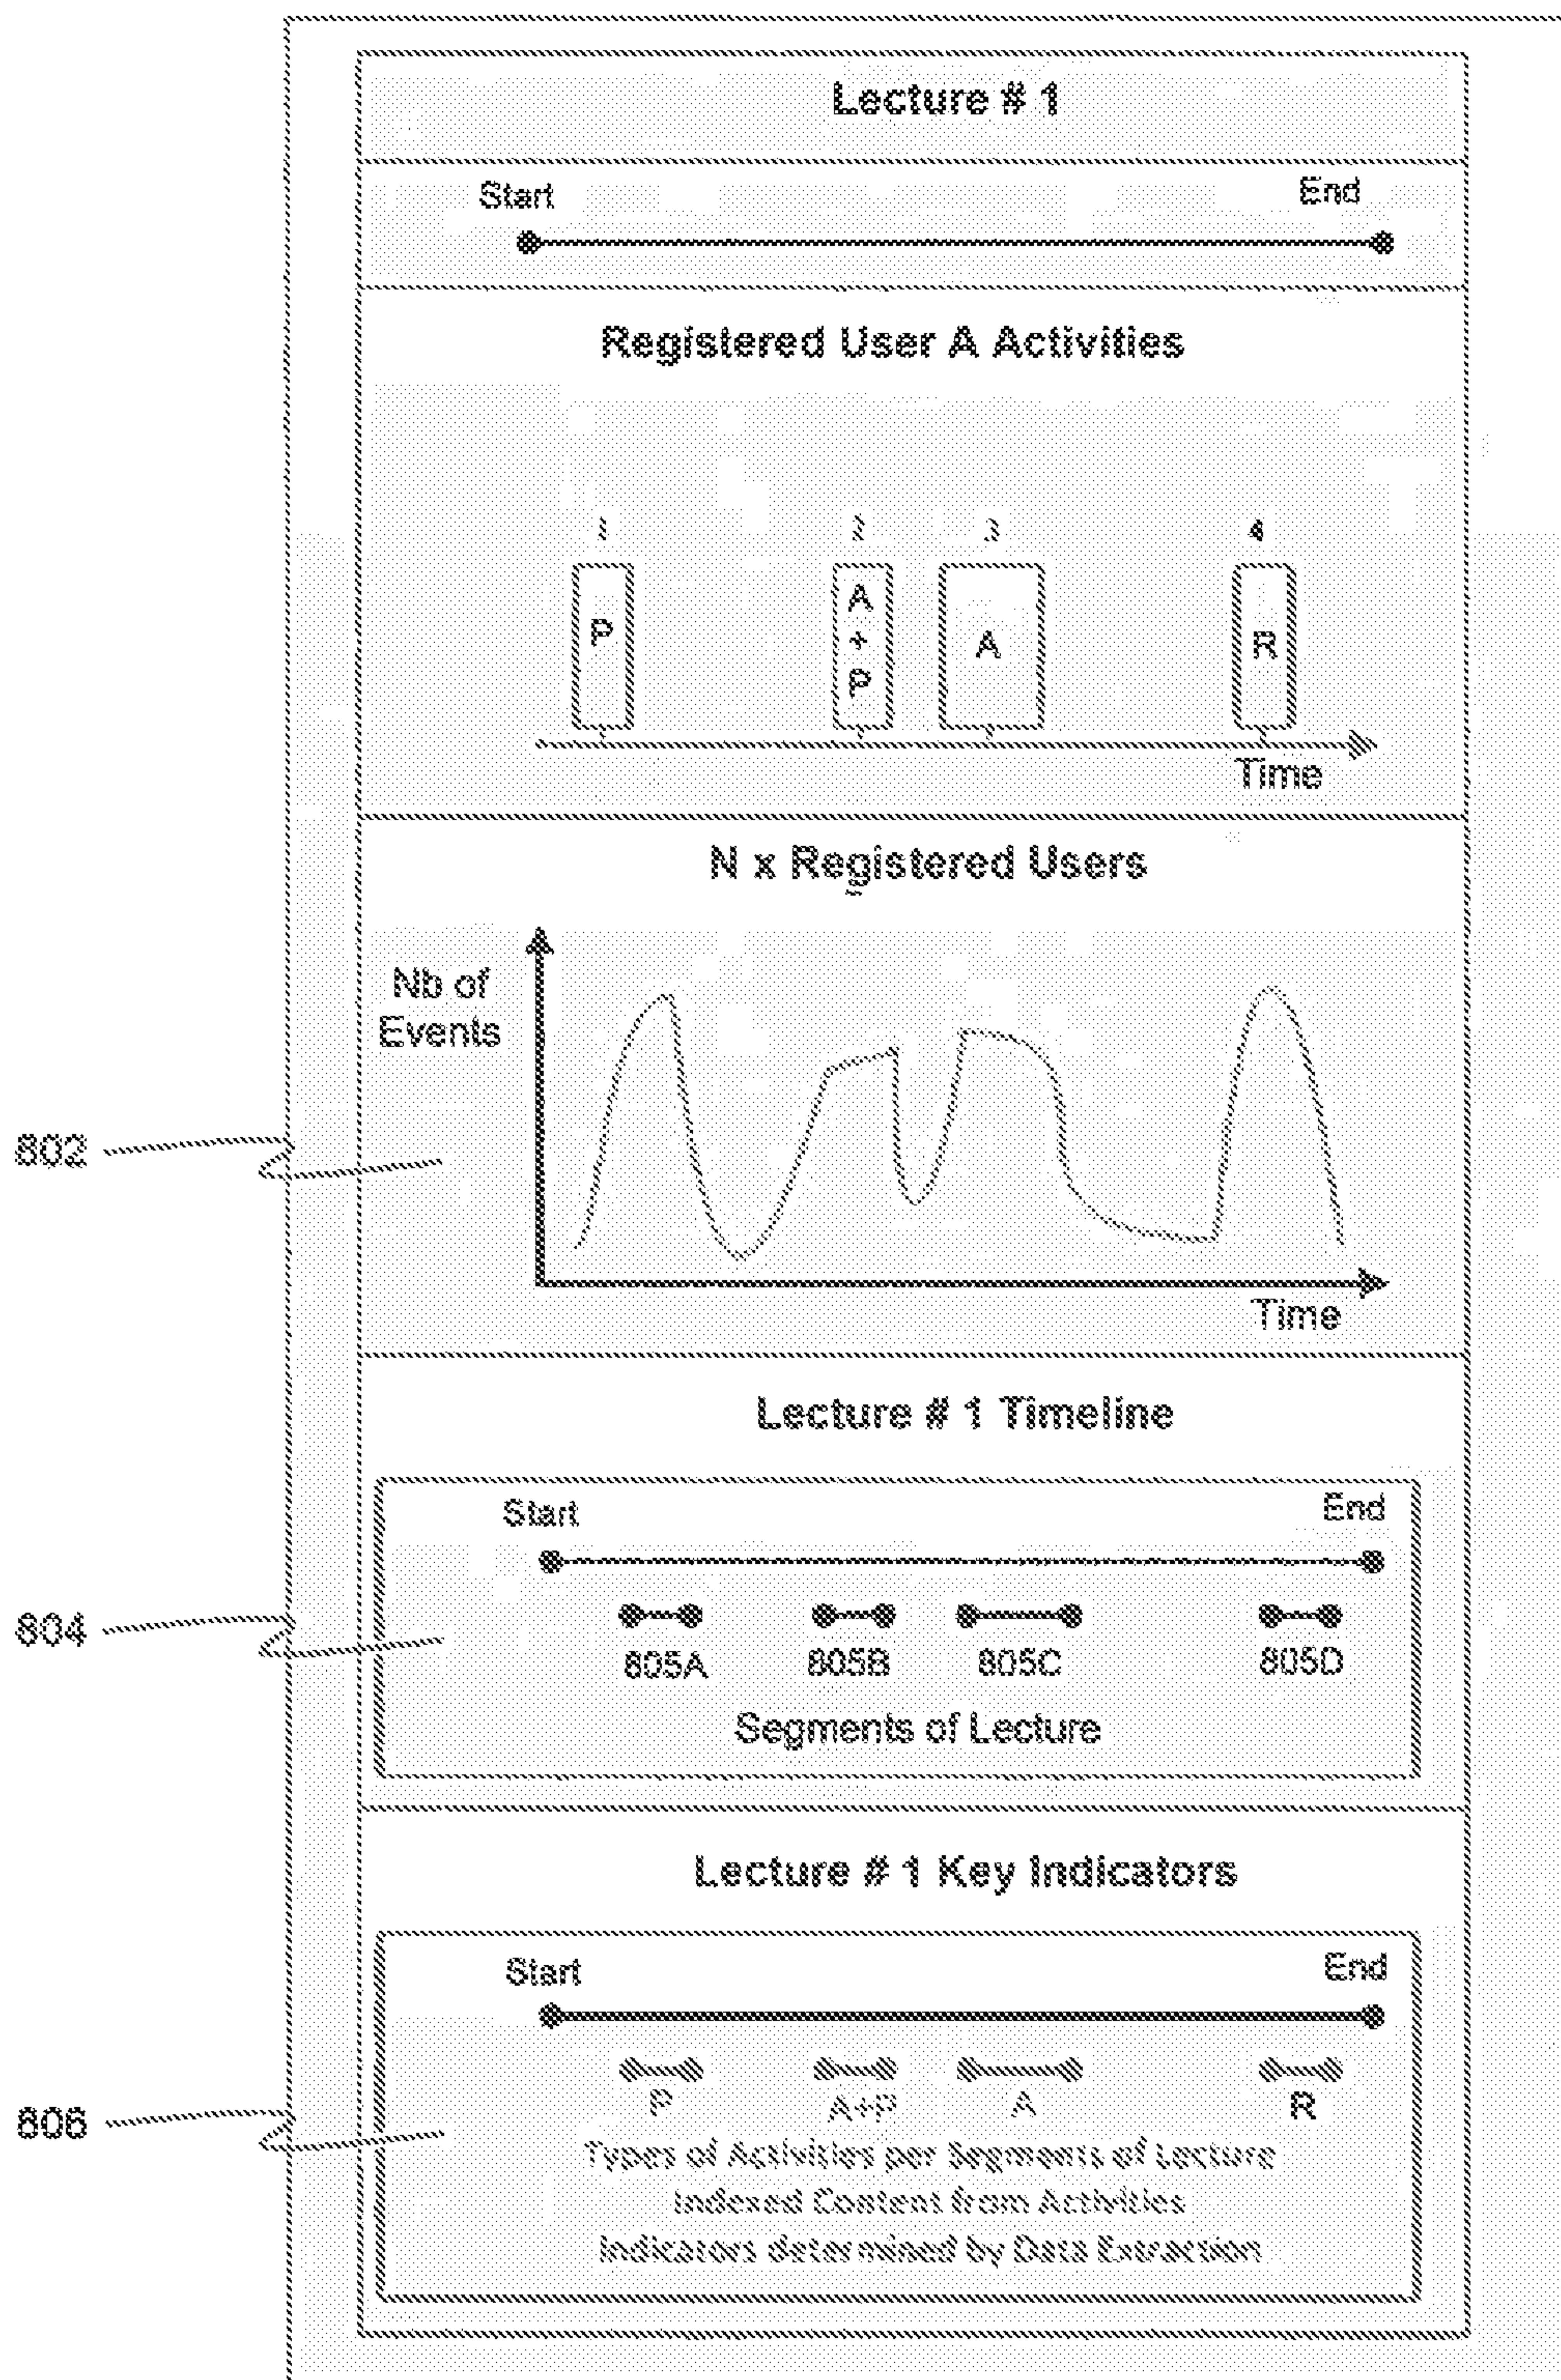 Lecture # 1
Start
End
Registered User A Activities
1
2
3
4
P
A
+
P
A
R
Time
N x Registered Users
Nb of
Events
802
Time
Lecture # 1 Timeline
Start
End
804
805A
805B
805C
805D
Segments of Lecture
Lecture # 1 Key Indicators
Start
End
806
P
A+P
A
R
Types of Activities per Segments of Lecture
Indexed Content from Activities
Indicators determined by Data Extraction